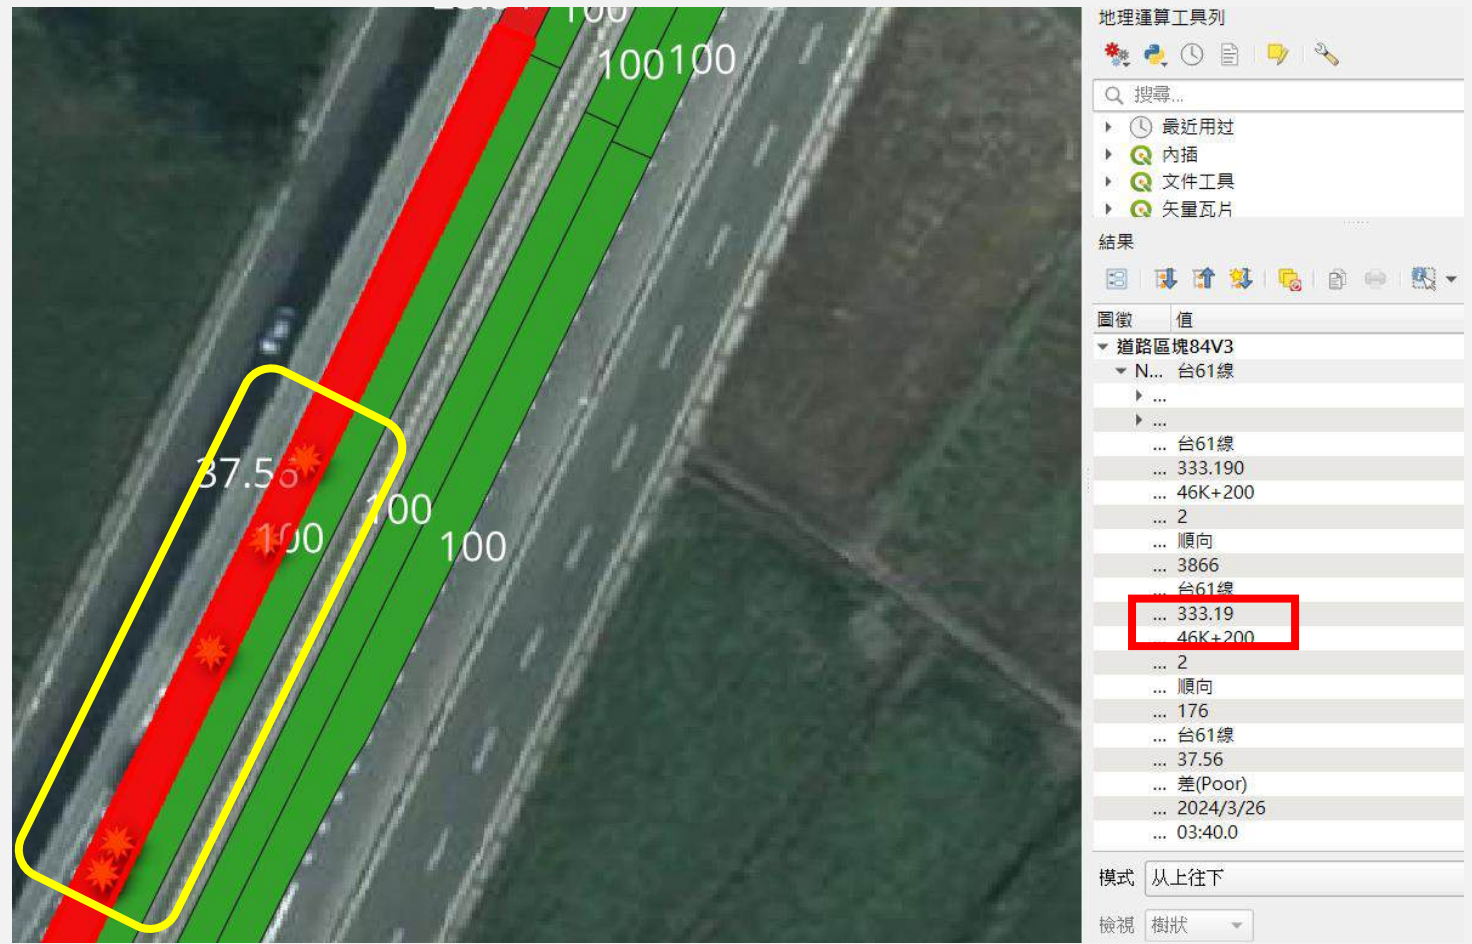 100
100100
37.56
100
100
100
地理運算工具列
搜尋...
最近用过
內插
文件工具
矢量瓦片
結果
圖徵 值
道路區塊84V3
N... 台61線
...
...
... 台61線
... 333.190
... 46K+200
... 2
... 順向
... 3866
... 台61線
... 333.19
... 46K+200
... 2
... 順向
... 176
... 台61線
... 37.56
... 差(Poor)
... 2024/3/26
... 03:40.0
模式 从上往下
檢視 樹狀